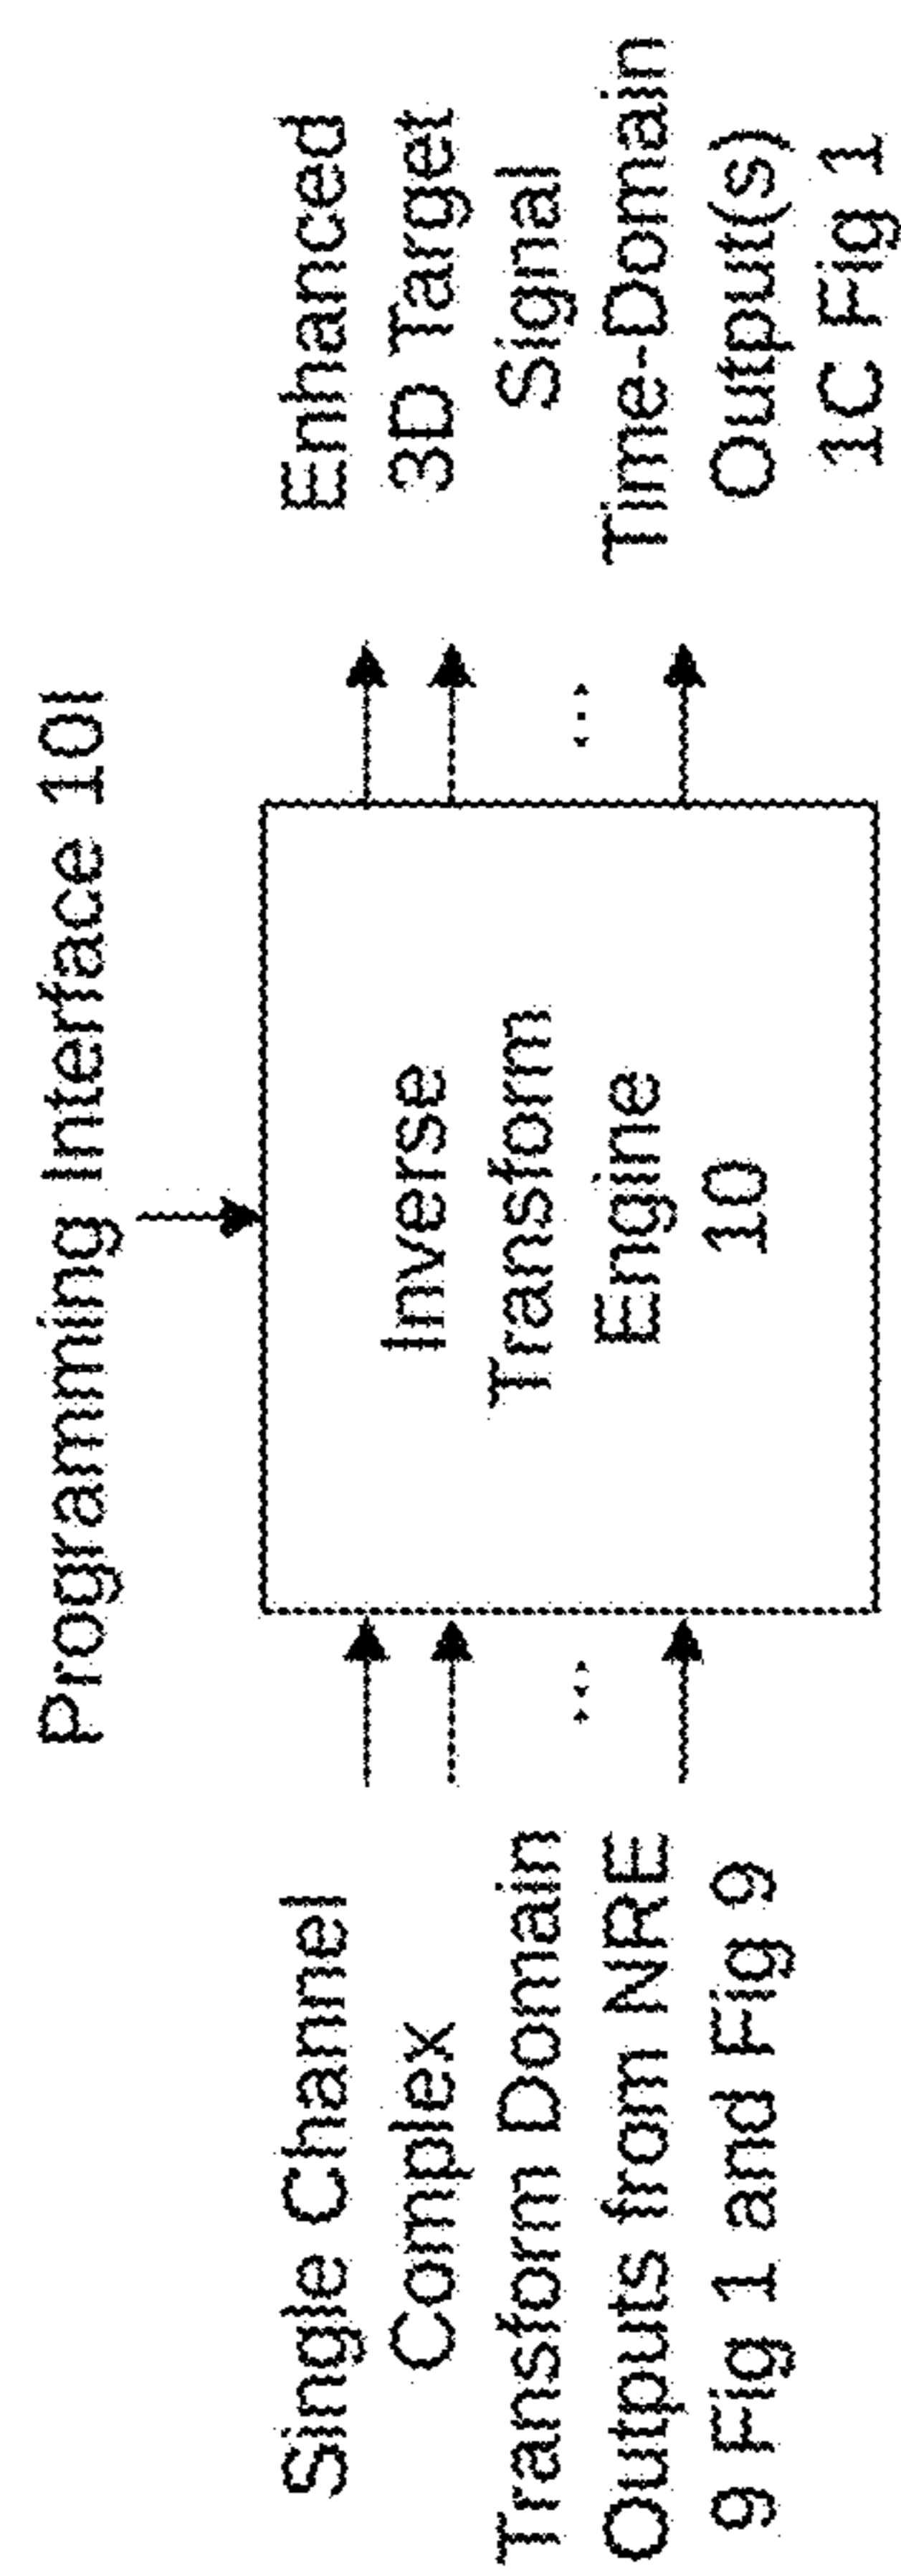 Programming Interface 10I
Single Channel
Complex
Transform Domain
Outputs from NRE
9 Fig 1 and Fig 9
Inverse
Transform
Engine
10
Enhanced
3D Target
Signal
Time-Domain
Output(s)
1C Fig 1